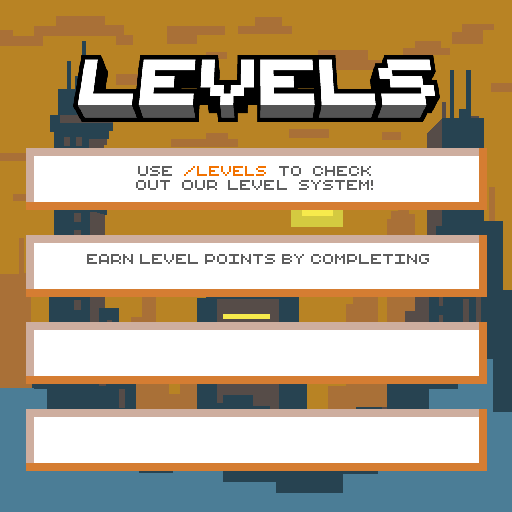 LEVELS
USE /LEVELS TO CHECK
OUT OUR LEVEL SYSTEM!
EARN LEVEL POINTS BY COMPLETING